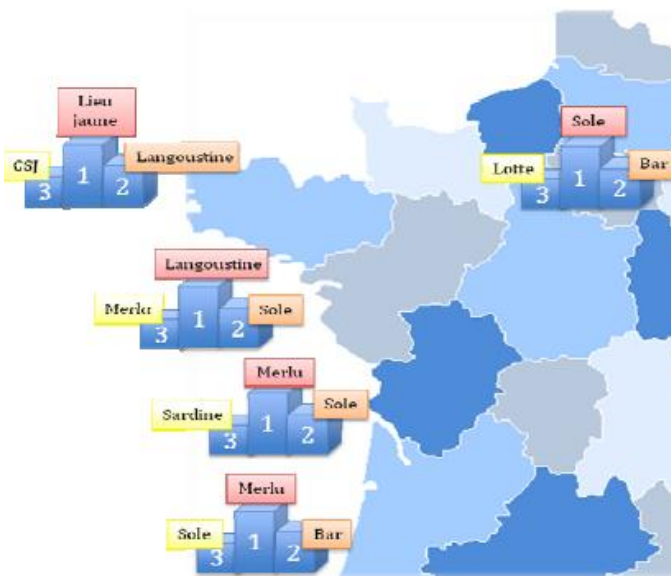 Lieu
jaune
CSJ
Langoustine
3
1
2
Sole
Lotte
Bar
3
1
2
Langoustine
Merlu
Sole
3
1
2
Merlu
Sardine
Sole
3
1
2
Merlu
Sole
Bar
3
1
2